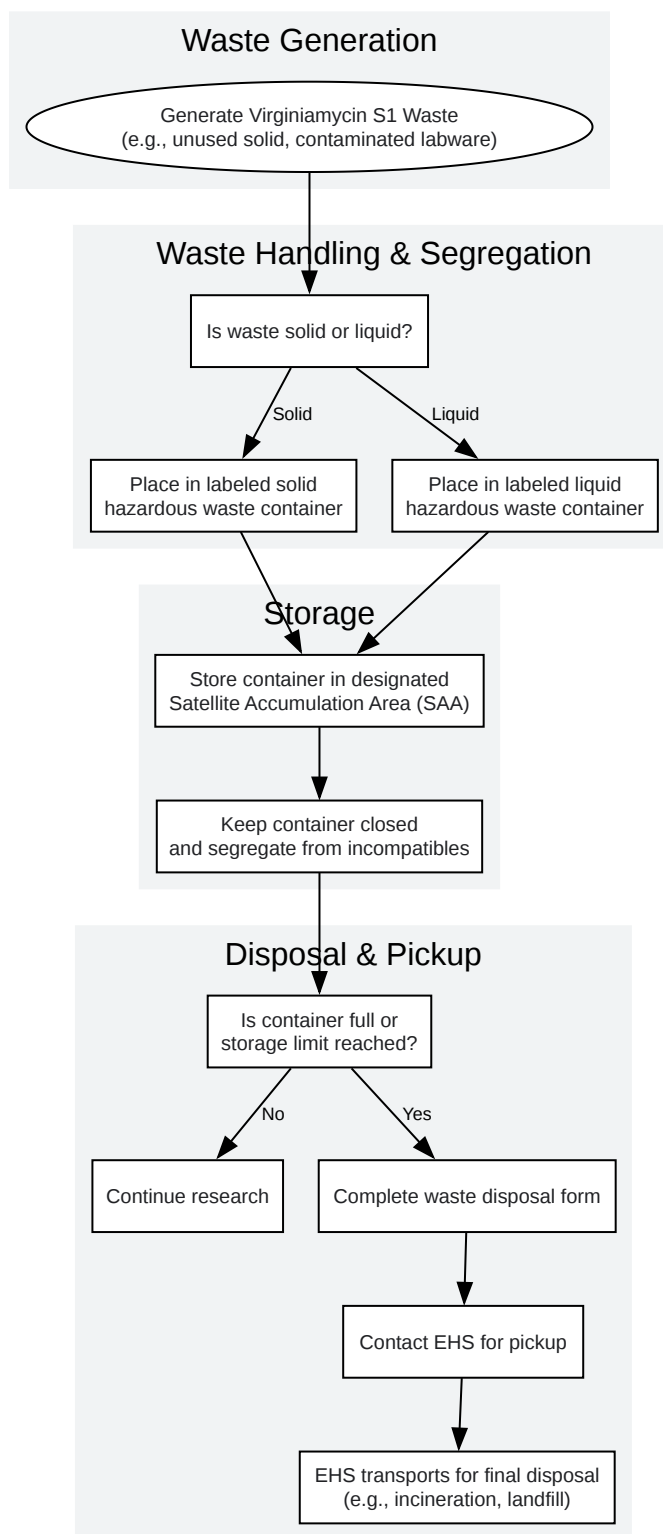 Waste Generation
Generate Virginiamycin S1 Waste
(e.g., unused solid, contaminated labware)
Waste Handling & Segregation
Is waste solid or liquid?
Solid
Liquid
Place in labeled solid
hazardous waste container
Place in labeled liquid
hazardous waste container
Storage
Store container in designated
Satellite Accumulation Area (SAA)
Keep container closed
and segregate from incompatibles
Disposal & Pickup
Is container full or
storage limit reached?
No
Yes
Continue research
Complete waste disposal form
Contact EHS for pickup
EHS transports for final disposal
(e.g., incineration, landfill)